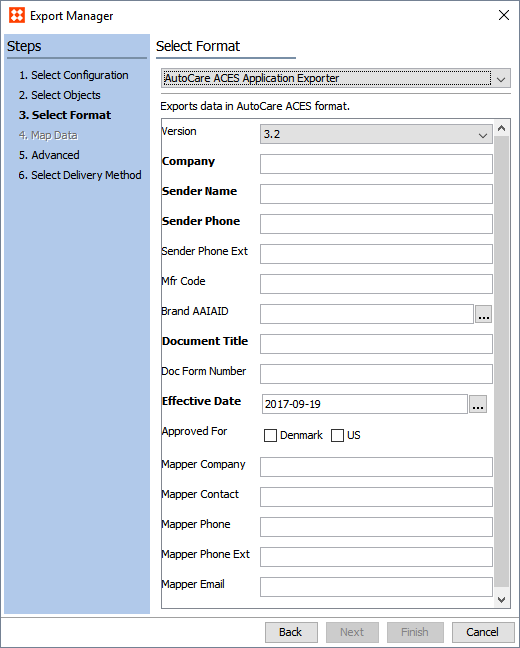 Export Manager
Steps
1. Select Configuration
2. Select Objects
3. Select Format
4. Map Data
5. Advanced
6. Select Delivery Method
Select Format
AutoCare ACES Application Exporter
Exports data in AutoCare ACES format.
Version 3.2
Company
Sender Name
Sender Phone
Sender Phone Ext
Mfr Code
Brand AAIAID ...
Document Title
Doc Form Number
Effective Date 2017-09-19 ...
Approved For Denmark US
Mapper Company
Mapper Contact
Mapper Phone
Mapper Phone Ext
Mapper Email
Back Next Finish Cancel